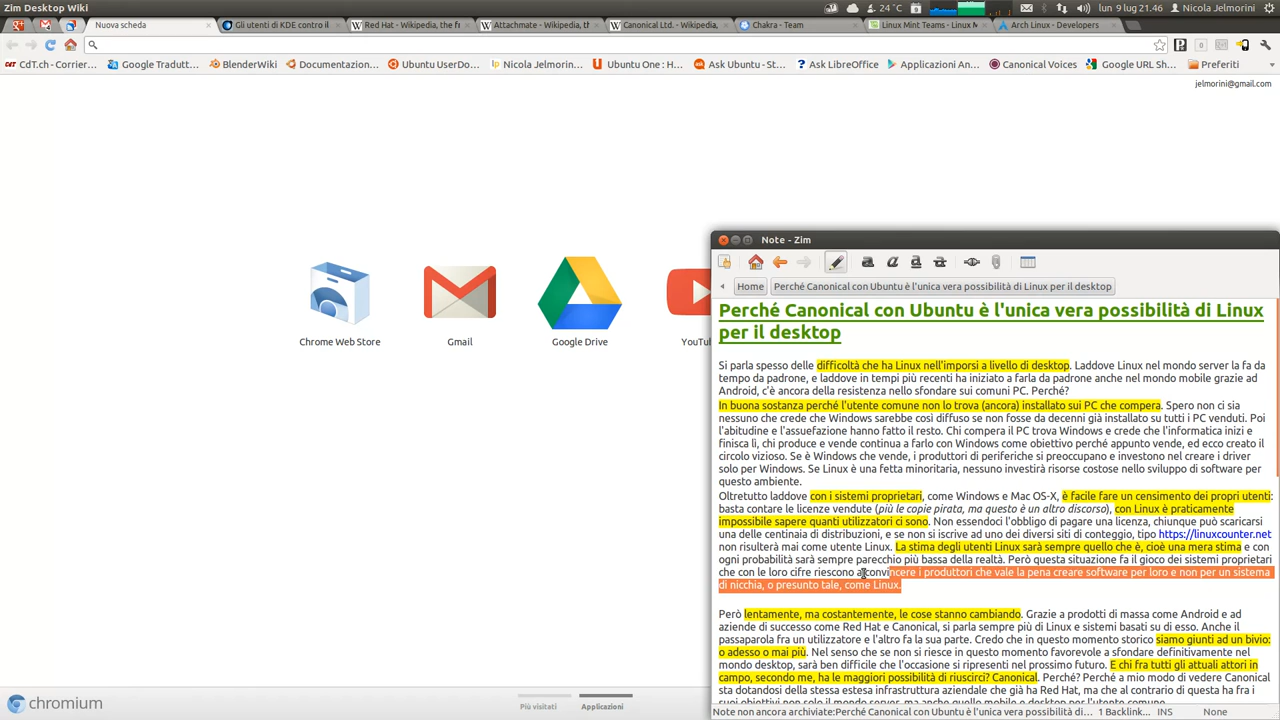 Zim Desktop Wiki
24 °C
lun 9 lug 21.46
Nicola Jelmorini
Nuova scheda
Gli utenti di KDE contro il
Red Hat - Wikipedia, the fr
Attachmate - Wikipedia, th
Canonical Ltd. - Wikipedia,
Chakra - Team
Linux Mint Teams - Linux M
Arch Linux - Developers
CdT.ch - Corrier...
Google Tradutt...
BlenderWiki
Documentazion...
Ubuntu UserDo...
Nicola Jelmorin...
Ubuntu One : H...
Ask Ubuntu - St...
Ask LibreOffice
Applicazioni An...
Canonical Voices
Google URL Sh...
Preferiti
jelmorini@gmail.com
Chrome Web Store
Gmail
Google Drive
YouTu
Note - Zim
Home
Perché Canonical con Ubuntu è l'unica vera possibilità di Linux per il desktop
Perché Canonical con Ubuntu è l'unica vera possibilità di Linux
per il desktop
Si parla spesso delle difficoltà che ha Linux nell'imporsi a livello di desktop. Laddove Linux nel mondo server la fa da
tempo da padrone, e laddove in tempi più recenti ha iniziato a farla da padrone anche nel mondo mobile grazie ad
Android, c'è ancora della resistenza nello sfondare sui comuni PC. Perché?
In buona sostanza perché l'utente comune non lo trova (ancora) installato sui PC che compera. Spero non ci sia
nessuno che crede che Windows sarebbe così diffuso se non fosse da decenni già installato su tutti i PC venduti. Poi
l'abitudine e l'assuefazione hanno fatto il resto. Chi compera il PC trova Windows e crede che l'informatica inizi e
finisca lì, chi produce e vende continua a farlo con Windows come obiettivo perché appunto vende, ed ecco creato il
circolo vizioso. Se è Windows che vende, i produttori di periferiche si preoccupano e investono nel creare i driver
solo per Windows. Se Linux è una fetta minoritaria, nessuno investirà risorse costose nello sviluppo di software per
questo ambiente.
Oltretutto laddove con i sistemi proprietari, come Windows e Mac OS-X, è facile fare un censimento dei propri utenti:
basta contare le licenze vendute (più le copie pirata, ma questo è un altro discorso), con Linux è praticamente
impossibile sapere quanti utilizzatori ci sono. Non essendoci l'obbligo di pagare una licenza, chiunque può scaricarsi
una delle centinaia di distribuzioni, e se non si iscrive ad uno dei diversi siti di conteggio, tipo https://linuxcounter.net
non risulterà mai come utente Linux. La stima degli utenti Linux sarà sempre quello che è, cioè una mera stima e con
ogni probabilità sarà sempre parecchio più bassa della realtà. Però questa situazione fa il gioco dei sistemi proprietari
che con le loro cifre riescono a convincere i produttori che vale la pena creare software per loro e non per un sistema
di nicchia, o presunto tale, come Linux.
Però lentamente, ma costantemente, le cose stanno cambiando. Grazie a prodotti di massa come Android e ad
aziende di successo come Red Hat e Canonical, si parla sempre più di Linux e sistemi basati su di esso. Anche il
passaparola fra un utilizzatore e l'altro fa la sua parte. Credo che in questo momento storico siamo giunti ad un bivio:
o adesso o mai più. Nel senso che se non si riesce in questo momento favorevole a sfondare definitivamente nel
mondo desktop, sarà ben difficile che l'occasione si ripresenti nel prossimo futuro. E chi fra tutti gli attuali attori in
campo, secondo me, ha le maggiori possibilità di riuscirci? Canonical. Perché? Perché a mio modo di vedere Canonical
sta dotandosi della stessa estesa infrastruttura aziendale che già ha Red Hat, ma che al contrario di questa ha fra i
suoi obiettivi non solo il mondo server, ma anche quello mobile e desktop per l'utente comune.
Note non ancora archiviate:Perché Canonical con Ubuntu è l'unica vera possibilità di...
1 Backlink...
INS
None
chromium
Più visitati
Applicazioni